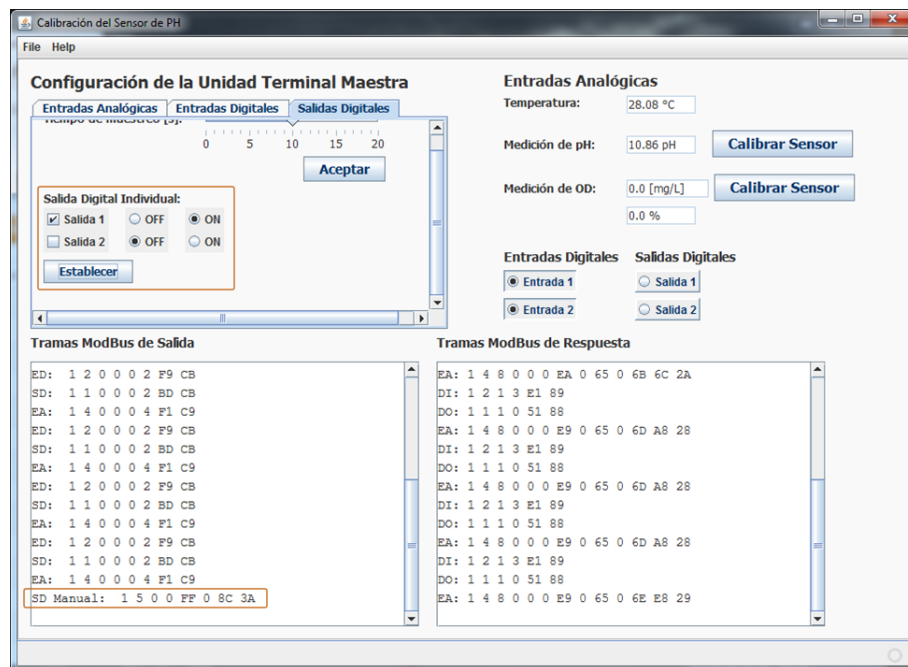 Calibración del Sensor de PH
File Help
Configuración de la Unidad Terminal Maestra
Entradas Analógicas Entradas Digitales Salidas Digitales
Tiempo de muestreo [s]:
0 5 10 15 20
Aceptar
Salida Digital Individual:
Salida 1 OFF ON
Salida 2 OFF ON
Establecer
Entradas Analógicas
Temperatura: 28.08 °C
Medición de pH: 10.86 pH Calibrar Sensor
Medición de OD: 0.0 [mg/L] Calibrar Sensor
0.0 %
Entradas Digitales Salidas Digitales
Entrada 1 Salida 1
Entrada 2 Salida 2
Tramas ModBus de Salida
ED: 1 2 0 0 0 2 F9 CB
SD: 1 1 0 0 0 2 BD CB
EA: 1 4 0 0 0 4 F1 C9
ED: 1 2 0 0 0 2 F9 CB
SD: 1 1 0 0 0 2 BD CB
EA: 1 4 0 0 0 4 F1 C9
ED: 1 2 0 0 0 2 F9 CB
SD: 1 1 0 0 0 2 BD CB
EA: 1 4 0 0 0 4 F1 C9
ED: 1 2 0 0 0 2 F9 CB
SD: 1 1 0 0 0 2 BD CB
EA: 1 4 0 0 0 4 F1 C9
SD Manual: 1 5 0 0 FF 0 8C 3A
Tramas ModBus de Respuesta
EA: 1 4 8 0 0 0 EA 0 65 0 6B 6C 2A
DI: 1 2 1 3 E1 89
DO: 1 1 1 0 51 88
EA: 1 4 8 0 0 0 E9 0 65 0 6D A8 28
DI: 1 2 1 3 E1 89
DO: 1 1 1 0 51 88
EA: 1 4 8 0 0 0 E9 0 65 0 6D A8 28
DI: 1 2 1 3 E1 89
DO: 1 1 1 0 51 88
EA: 1 4 8 0 0 0 E9 0 65 0 6D A8 28
DI: 1 2 1 3 E1 89
DO: 1 1 1 0 51 88
EA: 1 4 8 0 0 0 E9 0 65 0 6E E8 29